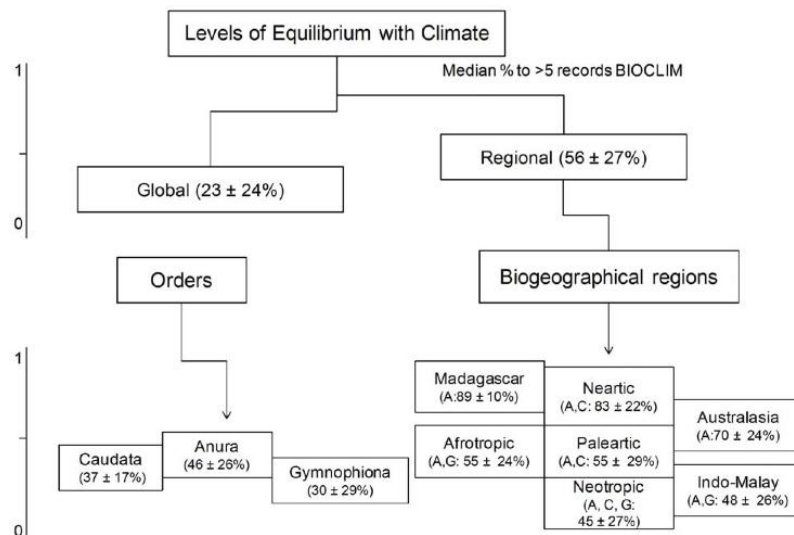 Levels of Equilibrium with Climate
1
Median % to >5 records BIOCLIM
Regional (56 ± 27%)
Global (23 ± 24%)
0
Orders
Biogeographical regions
1
Madagascar
(A:89 ± 10%)
Neartic
(A,C: 83 ± 22%)
Australasia
(A:70 ± 24%)
Afrotropic
(A,G: 55 ± 24%)
Paleartic
(A,C: 55 ± 29%)
Anura
(46 ± 26%)
Caudata
(37 ± 17%)
Gymnophiona
(30 ± 29%)
Indo-Malay
(A,G: 48 ± 26%)
Neotropic
(A, C, G:
45 ± 27%)
0